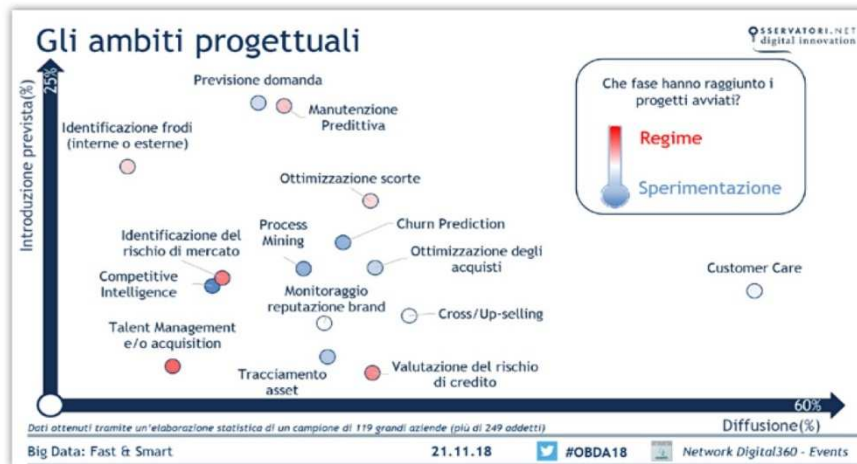 Gli ambiti progettuali
OSSERVATORI.NET
digital innovation
25%
Introduzione prevista(%)
Previsione domanda
Manutenzione
Predittiva
Identificazione frodi
(interne o esterne)
Che fase hanno raggiunto i
progetti avviati?
Regime
Sperimentazione
Ottimizzazione scorte
Process
Mining
Churn Prediction
Identificazione del
rischio di mercato
Ottimizzazione degli
acquisti
Customer Care
Competitive
Intelligence
Monitoraggio
reputazione brand
Cross/Up-selling
Talent Management
e/o acquisition
Tracciamento
asset
Valutazione del rischio
di credito
60%
Diffusione(%)
Dati ottenuti tramite un'elaborazione statistica di un campione di 119 grandi aziende (più di 249 addetti)
Big Data: Fast & Smart
21.11.18
#OBDA18
Network Digital360 - Events